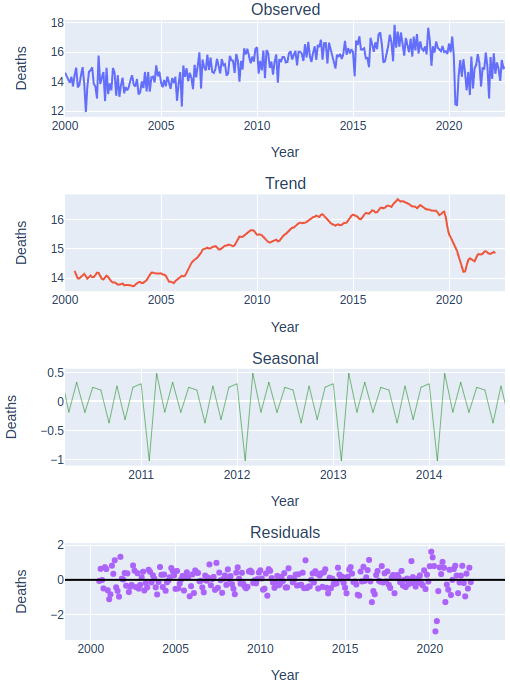 Observed
18
16
14
12
Deaths
2000 2005 2010 2015 2020
Year
Trend
16
15
14
Deaths
2000 2005 2010 2015 2020
Year
Seasonal
0.5
0
−0.5
−1
Deaths
2011 2012 2013 2014
Year
Residuals
2
0
−2
Deaths
2000 2005 2010 2015 2020
Year